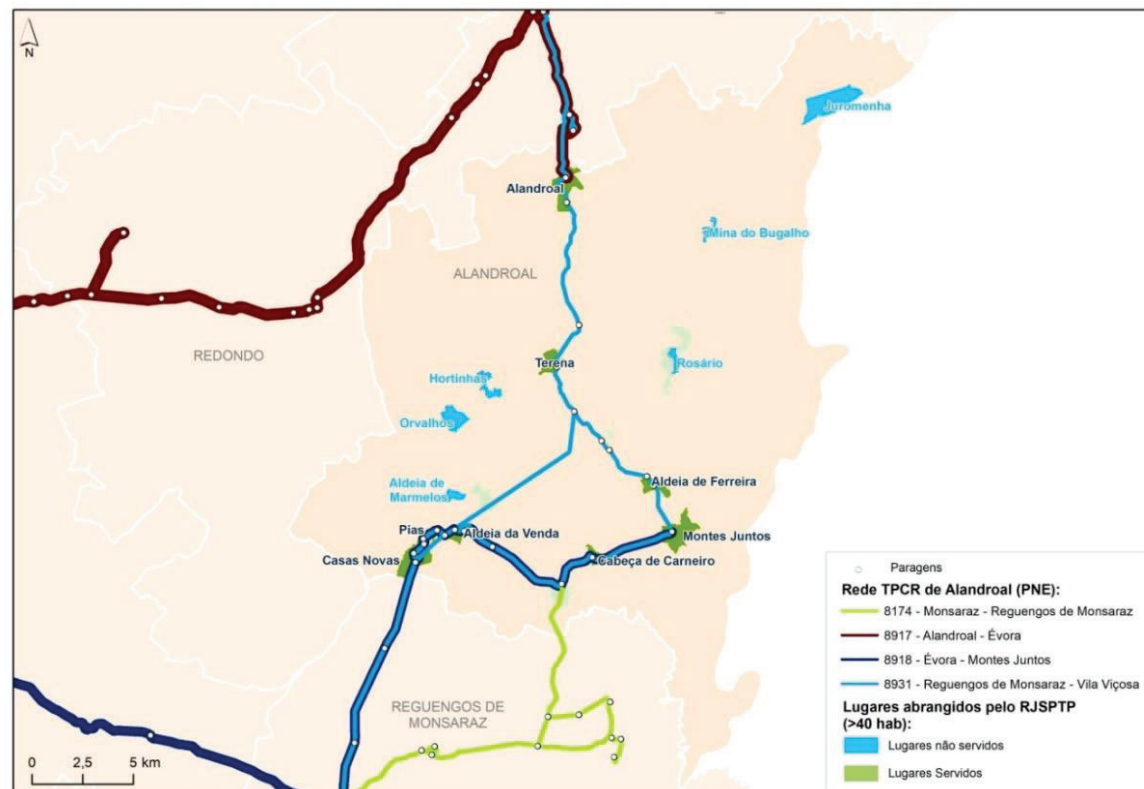 N
Juromenha
Alandroal
Mina do Bugalho
ALANDROAL
REDONDO
Terena
Rosário
Hortinhas
Orvalhos
Aldeia de
Marmelos
Aldeia de Ferreira
Pias
Aldeia da Venda
Montes Juntos
Casas Novas
Cabeça de Carneiro
REGUENGOS DE
MONSARAZ
0 2,5 5 km
Paragens
Rede TPCR de Alandroal (PNE):
8174 - Monsaraz - Reguengos de Monsaraz
8917 - Alandroal - Évora
8918 - Évora - Montes Juntos
8931 - Reguengos de Monsaraz - Vila Viçosa
Lugares abrangidos pelo RJSPTP
(>40 hab):
Lugares não servidos
Lugares Servidos